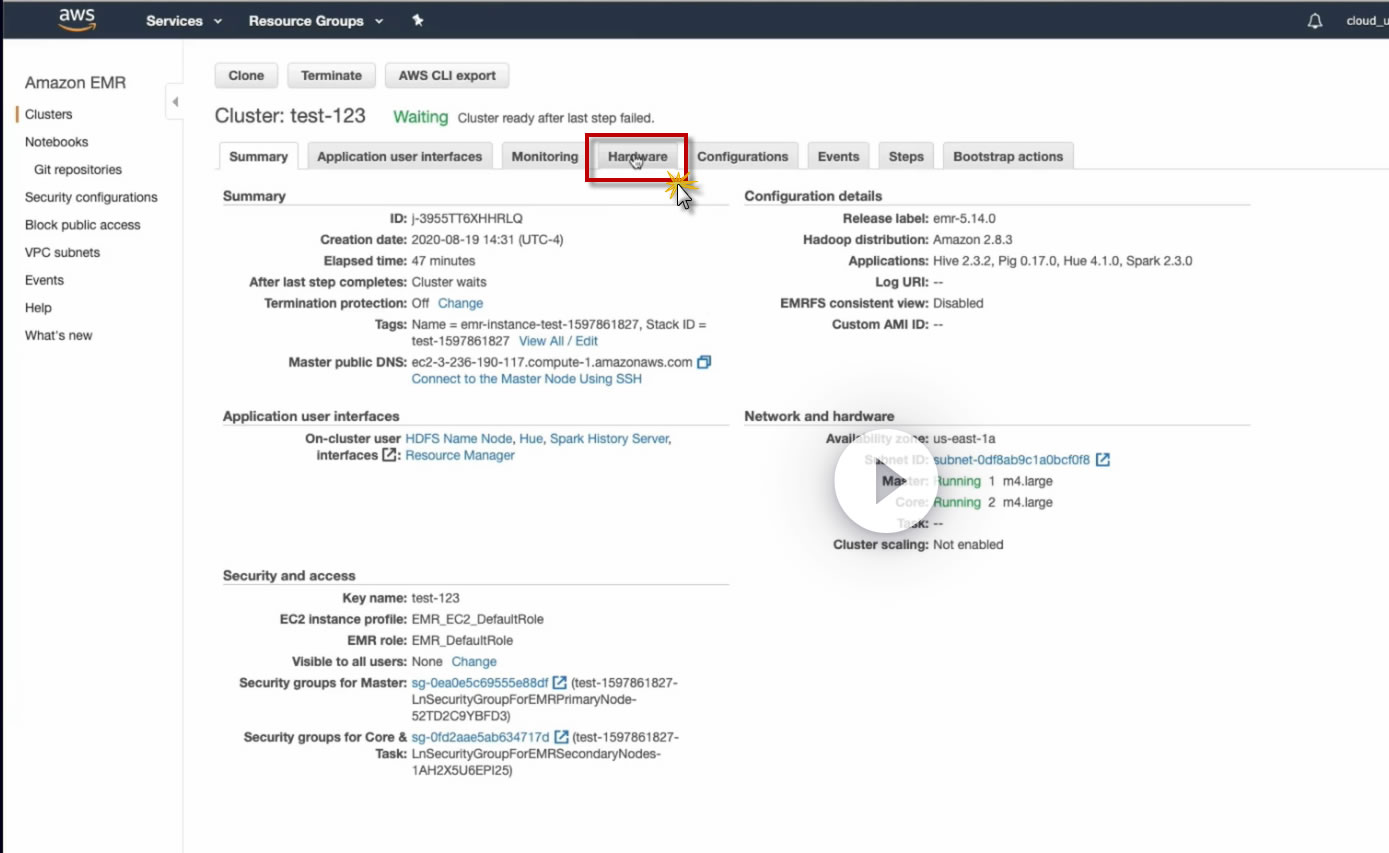 aws Services Resource Groups cloud_u
Amazon EMR
Clusters
Notebooks
Git repositories
Security configurations
Block public access
VPC subnets
Events
Help
What's new
Clone Terminate AWS CLI export
Cluster: test-123 Waiting Cluster ready after last step failed.
Summary Application user interfaces Monitoring Hardware Configurations Events Steps Bootstrap actions
Summary
ID: j-3955TT6XHHRLQ
Creation date: 2020-08-19 14:31 (UTC-4)
Elapsed time: 47 minutes
After last step completes: Cluster waits
Termination protection: Off Change
Tags: Name = emr-instance-test-1597861827, Stack ID =
test-1597861827 View All / Edit
Master public DNS: ec2-3-236-190-117.compute-1.amazonaws.com
Connect to the Master Node Using SSH
Configuration details
Release label: emr-5.14.0
Hadoop distribution: Amazon 2.8.3
Applications: Hive 2.3.2, Pig 0.17.0, Hue 4.1.0, Spark 2.3.0
Log URI: --
EMRFS consistent view: Disabled
Custom AMI ID: --
Application user interfaces
On-cluster user HDFS Name Node, Hue, Spark History Server,
interfaces : Resource Manager
Network and hardware
Availability zone: us-east-1a
Subnet ID: subnet-0df8ab9c1a0bcf0f8
Master: Running 1 m4.large
Core: Running 2 m4.large
Task: --
Cluster scaling: Not enabled
Security and access
Key name: test-123
EC2 instance profile: EMR_EC2_DefaultRole
EMR role: EMR_DefaultRole
Visible to all users: None Change
Security groups for Master: sg-0ea0e5c69555e88df (test-1597861827-
LnSecurityGroupForEMRPrimaryNode-
52TD2C9YBFD3)
Security groups for Core & sg-0fd2aae5ab634717d (test-1597861827-
Task: LnSecurityGroupForEMRSecondaryNodes-
1AH2X5U6EPI25)